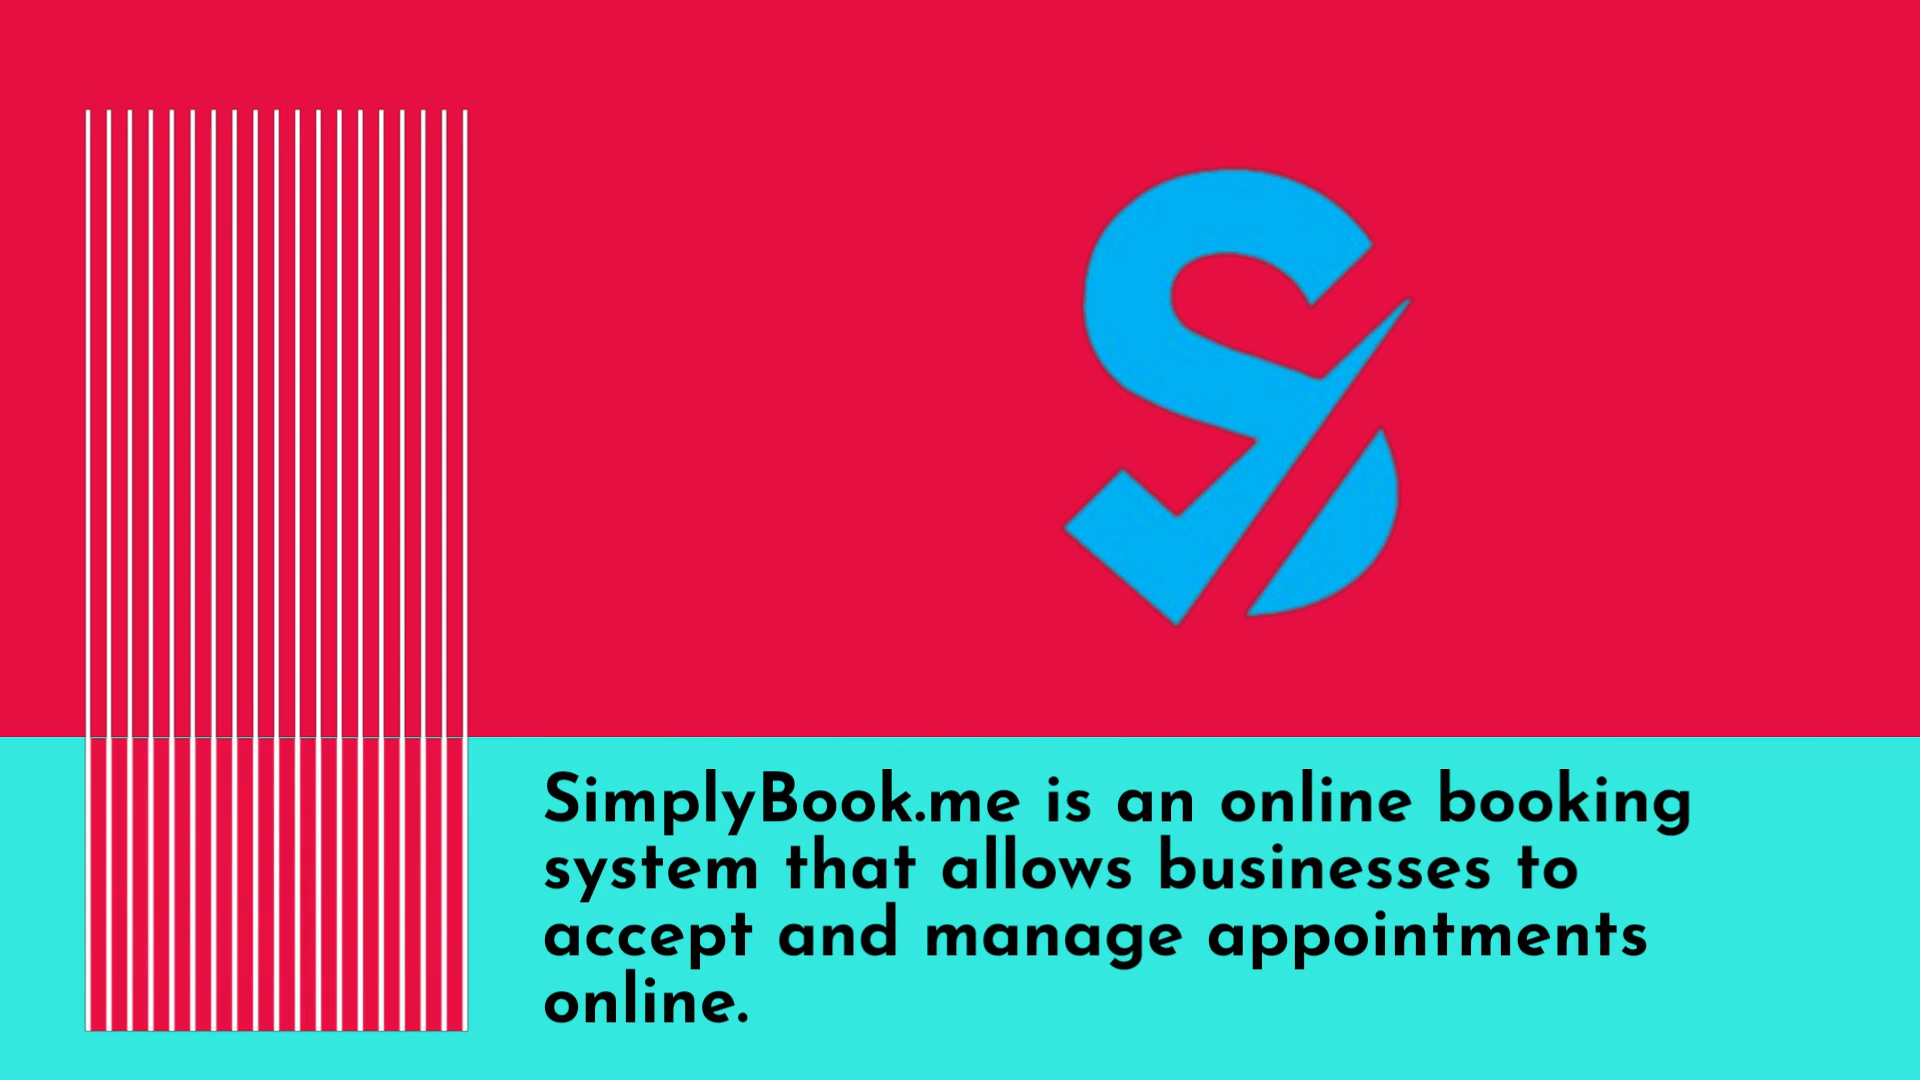 SimplyBook.me is an online booking
system that allows businesses to
accept and manage appointments
online.